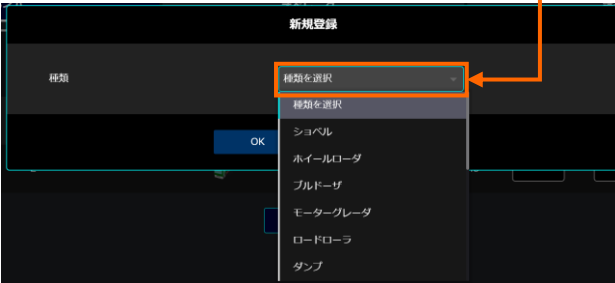 新規登録
種類
種類を選択
種類を選択
ショベル
OK
ホイールローダ
ブルドーザ
モーターグレーダ
ロードローラ
ダンプ